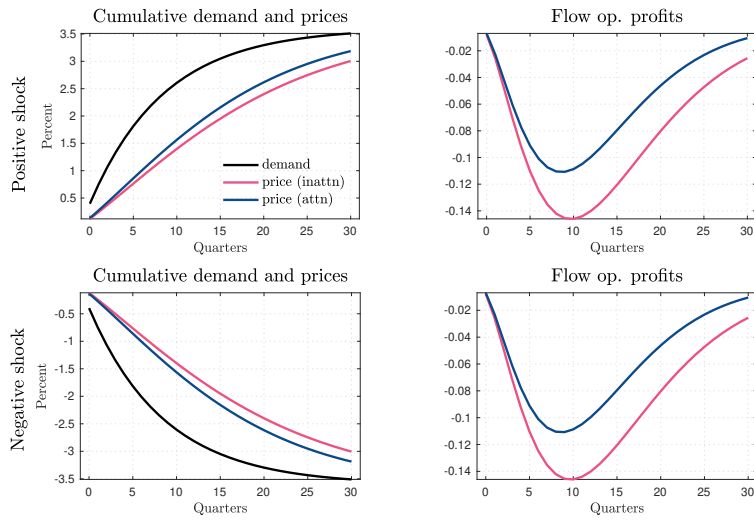 Cumulative demand and prices
Flow op. profits
Positive shock
Percent
3.5
3
2.5
2
1.5
1
0.5
demand
price (inattn)
price (attn)
0 5 10 15 20 25 30
Quarters
-0.02
-0.04
-0.06
-0.08
-0.1
-0.12
-0.14
0 5 10 15 20 25 30
Quarters
Cumulative demand and prices
Flow op. profits
Negative shock
Percent
-0.5
-1
-1.5
-2
-2.5
-3
-3.5
0 5 10 15 20 25 30
Quarters
-0.02
-0.04
-0.06
-0.08
-0.1
-0.12
-0.14
0 5 10 15 20 25 30
Quarters